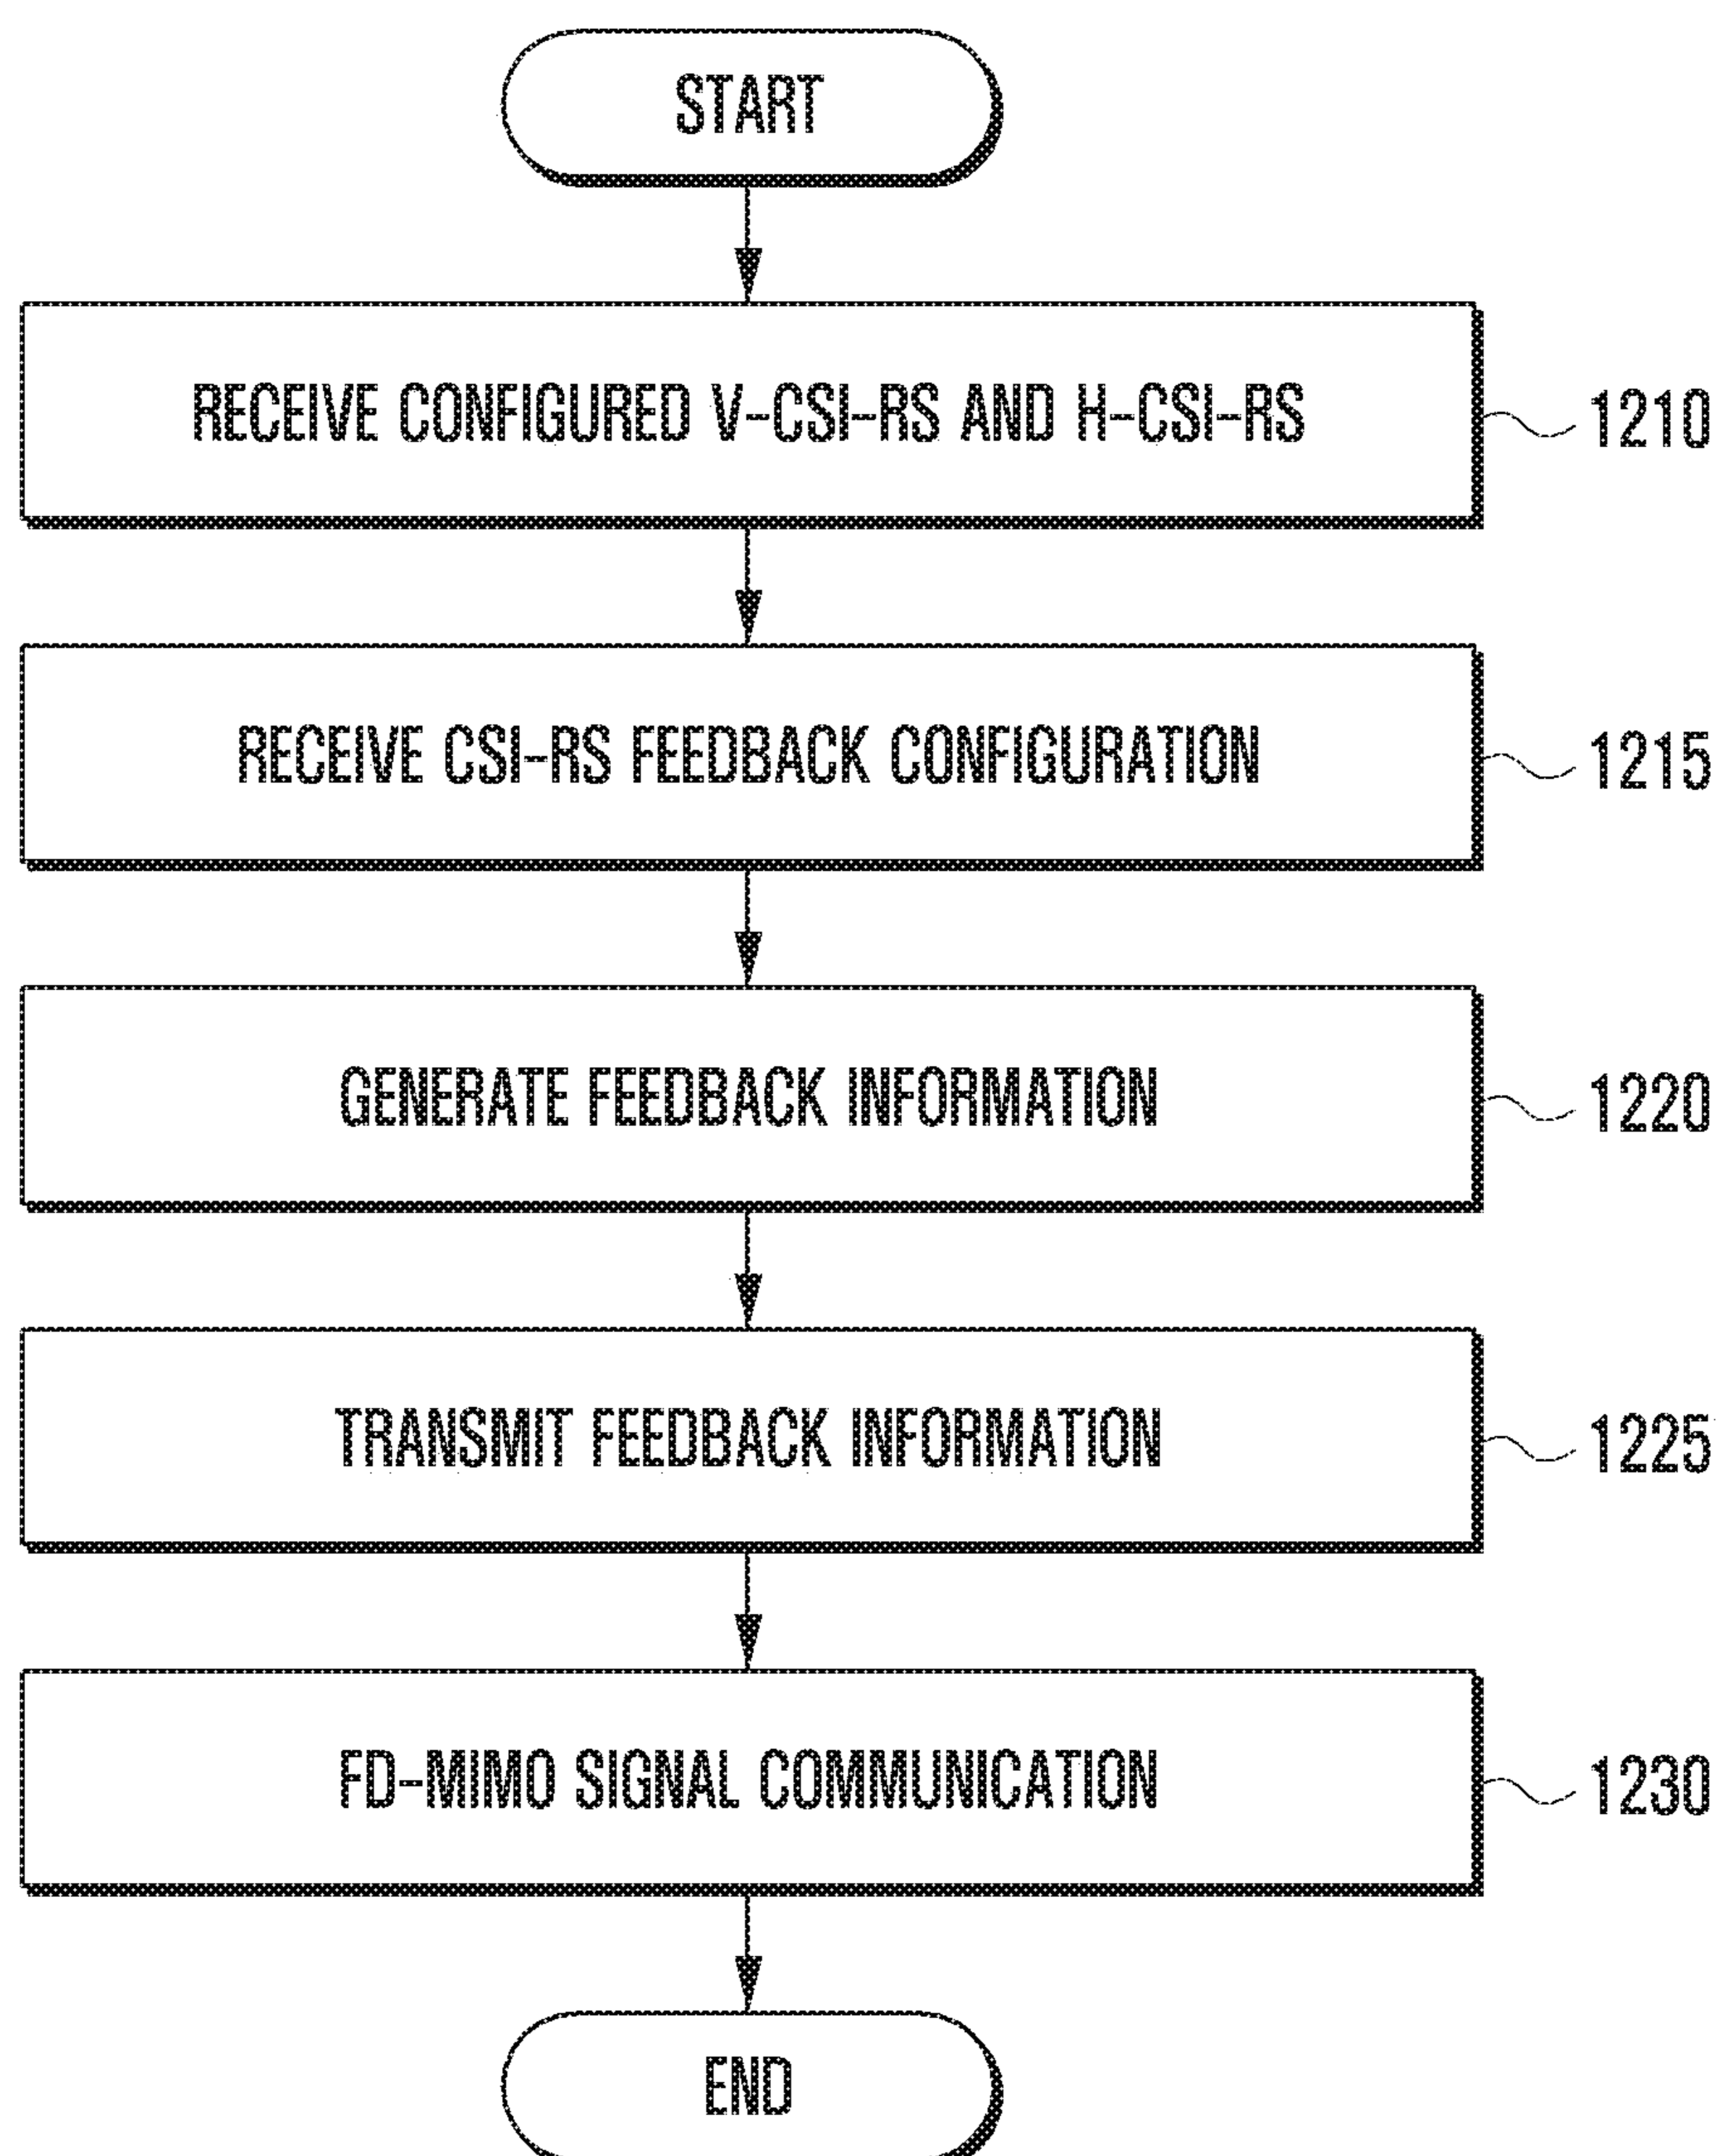 START
RECEIVE CONFIGURED V-CSI-RS AND H-CSI-RS
1210
RECEIVE CSI-RS FEEDBACK CONFIGURATION
1215
GENERATE FEEDBACK INFORMATION
1220
TRANSMIT FEEDBACK INFORMATION
1225
FD-MIMO SIGNAL COMMUNICATION
1230
END